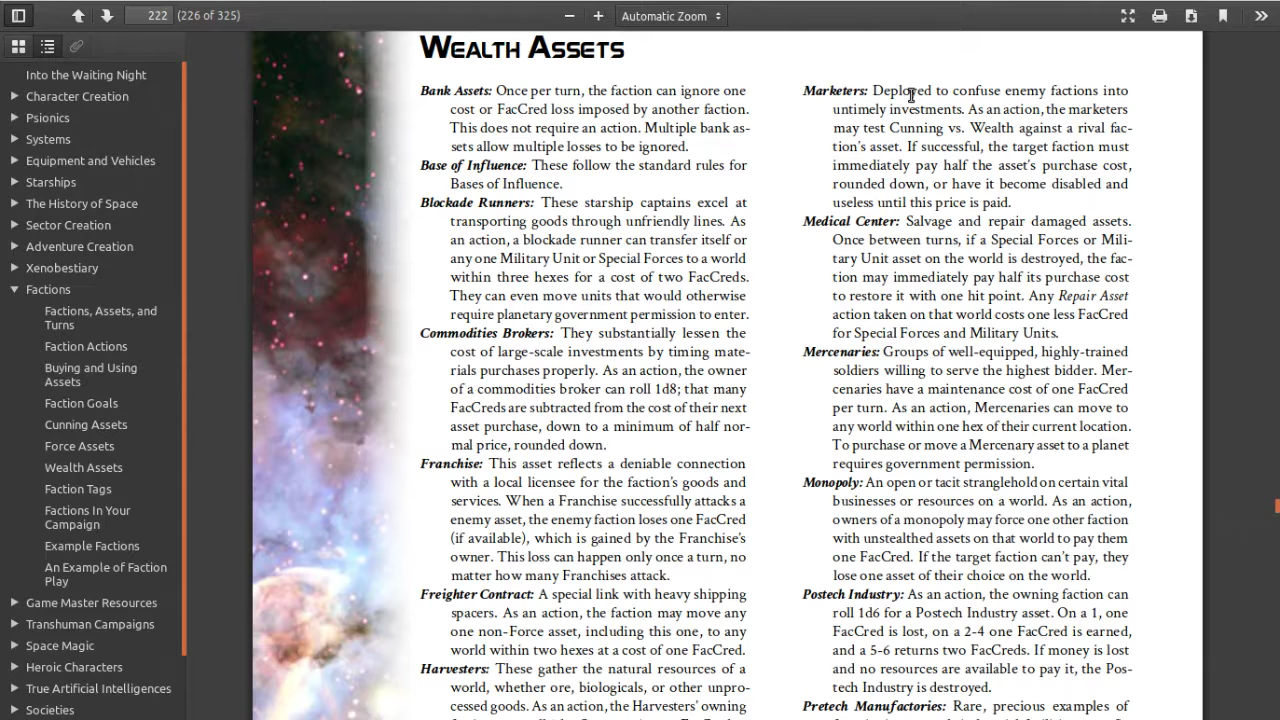 222
(226 of 325)
Automatic Zoom
Into the Waiting Night
Character Creation
Psionics
Systems
Equipment and Vehicles
Starships
The History of Space
Sector Creation
Adventure Creation
Xenobestiary
Factions
Factions, Assets, and
Turns
Faction Actions
Buying and Using
Assets
Faction Goals
Cunning Assets
Force Assets
Wealth Assets
Faction Tags
Factions In Your
Campaign
Example Factions
An Example of Faction
Play
Game Master Resources
Transhuman Campaigns
Space Magic
Heroic Characters
True Artificial Intelligences
Societies
Wealth Assets
Bank Assets: Once per turn, the faction can ignore one
cost or FacCred loss imposed by another faction.
This does not require an action. Multiple bank as-
sets allow multiple losses to be ignored.
Base of Influence: These follow the standard rules for
Bases of Influence.
Blockade Runners: These starship captains excel at
transporting goods through unfriendly lines. As
an action, a blockade runner can transfer itself or
any one Military Unit or Special Forces to a world
within three hexes for a cost of two FacCreds.
They can even move units that would otherwise
require planetary government permission to enter.
Commodities Brokers: They substantially lessen the
cost of large-scale investments by timing mate-
rials purchases properly. As an action, the owner
of a commodities broker can roll 1d8; that many
FacCreds are subtracted from the cost of their next
asset purchase, down to a minimum of half nor-
mal price, rounded down.
Franchise: This asset reflects a deniable connection
with a local licensee for the faction's goods and
services. When a Franchise successfully attacks a
enemy asset, the enemy faction loses one FacCred
(if available), which is gained by the Franchise's
owner. This loss can happen only once a turn, no
matter how many Franchises attack.
Freighter Contract: A special link with heavy shipping
spacers. As an action, the faction may move any
one non-Force asset, including this one, to any
world within two hexes at a cost of one FacCred.
Harvesters: These gather the natural resources of a
world, whether ore, biologicals, or other unpro-
cessed goods. As an action, the Harvesters' owning
Marketers: Deployed to confuse enemy factions into
untimely investments. As an action, the marketers
may test Cunning vs. Wealth against a rival fac-
tion's asset. If successful, the target faction must
immediately pay half the asset's purchase cost,
rounded down, or have it become disabled and
useless until this price is paid.
Medical Center: Salvage and repair damaged assets.
Once between turns, if a Special Forces or Mili-
tary Unit asset on the world is destroyed, the fac-
tion may immediately pay half its purchase cost
to restore it with one hit point. Any Repair Asset
action taken on that world costs one less FacCred
for Special Forces and Military Units.
Mercenaries: Groups of well-equipped, highly-trained
soldiers willing to serve the highest bidder. Mer-
cenaries have a maintenance cost of one FacCred
per turn. As an action, Mercenaries can move to
any world within one hex of their current location.
To purchase or move a Mercenary asset to a planet
requires government permission.
Monopoly: An open or tacit stranglehold on certain vital
businesses or resources on a world. As an action,
owners of a monopoly may force one other faction
with unstealthed assets on that world to pay them
one FacCred. If the target faction can't pay, they
lose one asset of their choice on the world.
Postech Industry: As an action, the owning faction can
roll 1d6 for a Postech Industry asset. On a 1, one
FacCred is lost, on a 2-4 one FacCred is earned,
and a 5-6 returns two FacCreds. If money is lost
and no resources are available to pay it, the Pos-
tech Industry is destroyed.
Pretech Manufactories: Rare, precious examples of